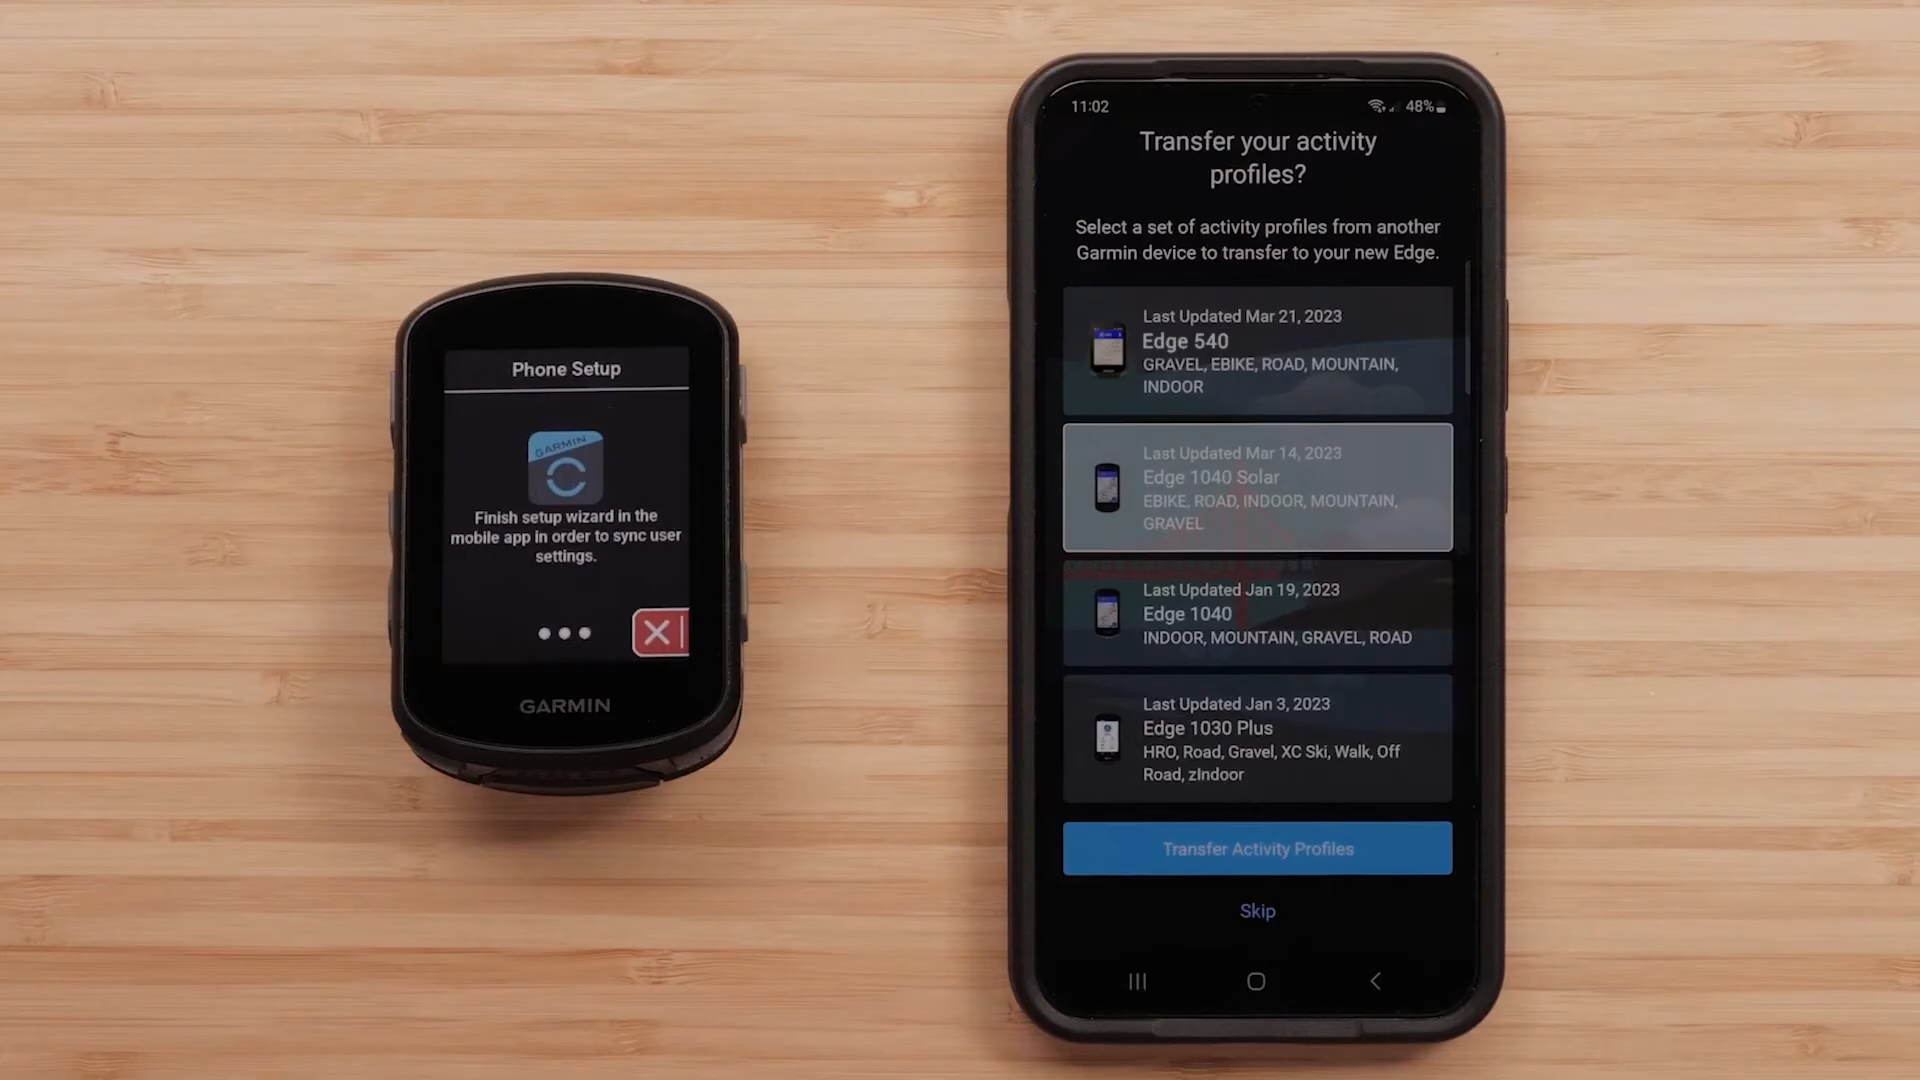 Phone Setup
GARMIN
Finish setup wizard in the
mobile app in order to sync user
settings.
GARMIN
11:02
48%
Transfer your activity
profiles?
Select a set of activity profiles from another
Garmin device to transfer to your new Edge.
Last Updated Mar 21, 2023
Edge 540
GRAVEL, EBIKE, ROAD, MOUNTAIN,
INDOOR
Last Updated Mar 14, 2023
Edge 1040 Solar
EBIKE, ROAD, INDOOR, MOUNTAIN,
GRAVEL
Last Updated Jan 19, 2023
Edge 1040
INDOOR, MOUNTAIN, GRAVEL, ROAD
Last Updated Jan 3, 2023
Edge 1030 Plus
HRO, Road, Gravel, XC Ski, Walk, Off
Road, zIndoor
Transfer Activity Profiles
Skip